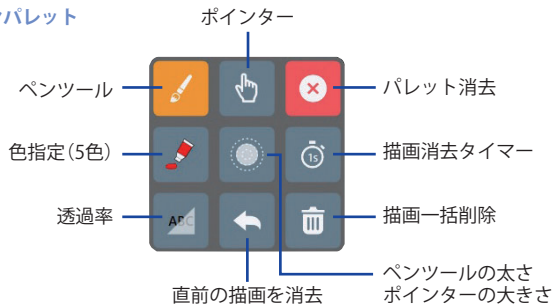 パレット
ポインター
ペンツール
パレット消去
色指定(5色)
1s
描画消去タイマー
透過率
ABC
描画一括削除
直前の描画を消去
ペンツールの太さ
ポインターの大きさ